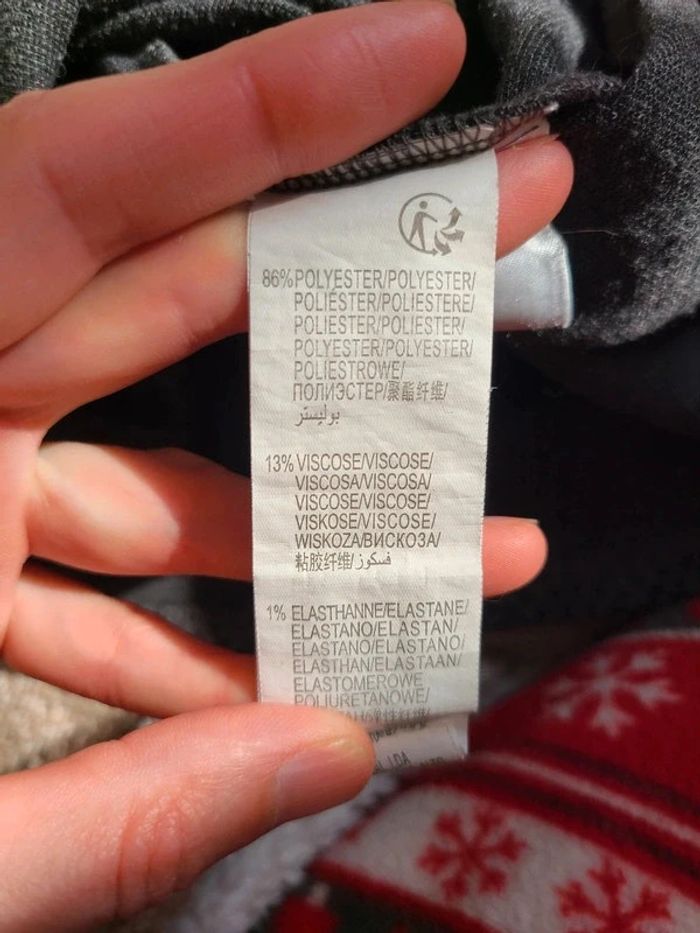 86% POLYESTER/POLYESTER/
POLIÉSTER/POLIESTERE/
POLIESTER/POLIESTER/
POLYESTER/POLYESTER/
POLIESTROWE/
ПОЛИЭСТЕР/聚酯纤维/
بوليستر
13% VISCOSE/VISCOSE/
VISCOSA/VISCOSA/
VISCOSE/VISCOSE/
VISKOSE/VISCOSE/
WISKOZA/ВИСКОЗА/
粘胶纤维/فسكوز
1% ELASTHANNE/ELASTANE/
ELASTANO/ELASTAN/
ELASTANO/ELASTANO/
ELASTHAN/ELASTAAN/
ELASTOMEROWE
POLIURETANOWE/
LDA